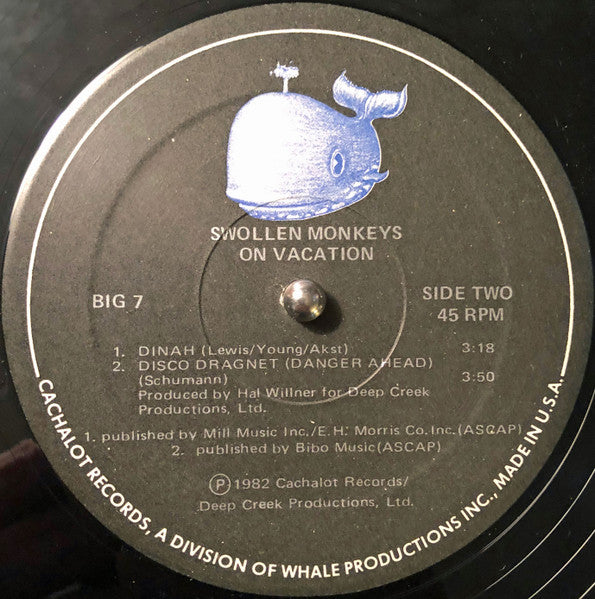 SWOLLEN MONKEYS
ON VACATION
BIG 7
SIDE TWO
45 RPM
1. DINAH (Lewis/Young/Akst) 3:18
2. DISCO DRAGNET (DANGER AHEAD)
(Schumann) 3:50
Produced by Hal Willner for Deep Creek
Productions, Ltd.
1. published by Mill Music Inc./E.H. Morris Co. Inc.(ASCAP)
2. published by Bibo Music(ASCAP)
Ⓟ1982 Cachalot Records/
Deep Creek Productions, Ltd.
CACHALOT RECORDS, A DIVISION OF WHALE PRODUCTIONS INC., MADE IN U.S.A.